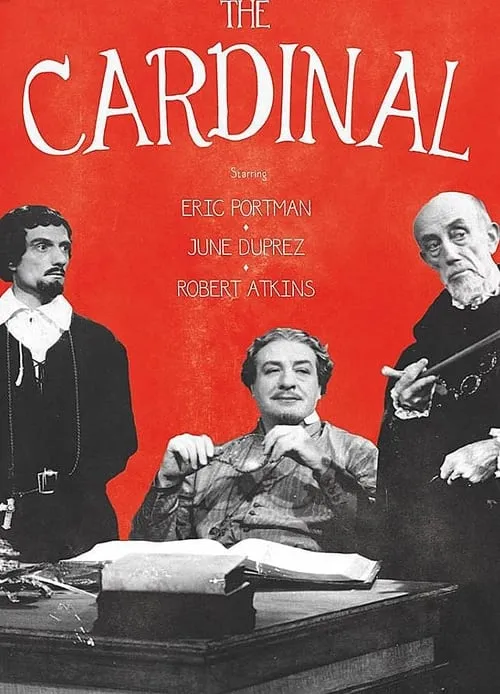 THE
CARDINAL
Starring
ERIC PORTMAN
JUNE DUPREZ
ROBERT ATKINS